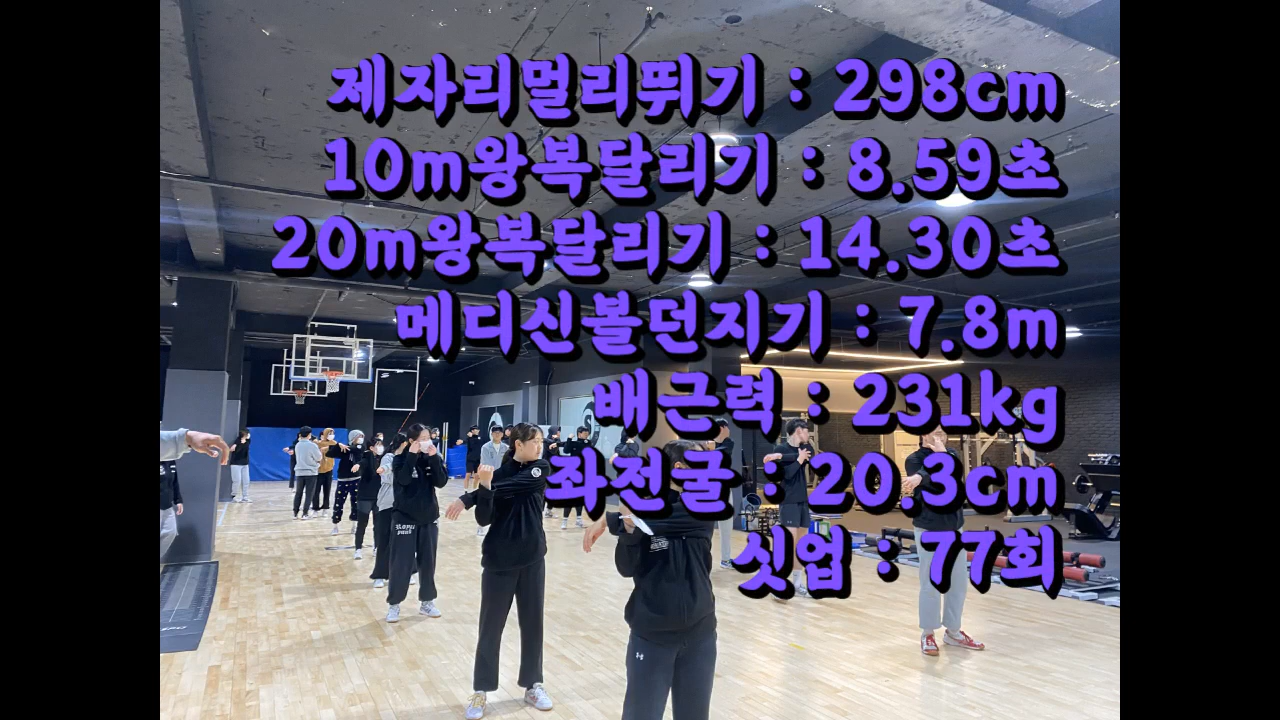 제자리멀리뛰기 : 298cm
10m왕복달리기 : 8.59초
20m왕복달리기 : 14.30초
메디신볼던지기 : 7.8m
배근력 : 231kg
좌전굴 : 20.3cm
싯업 : 77회